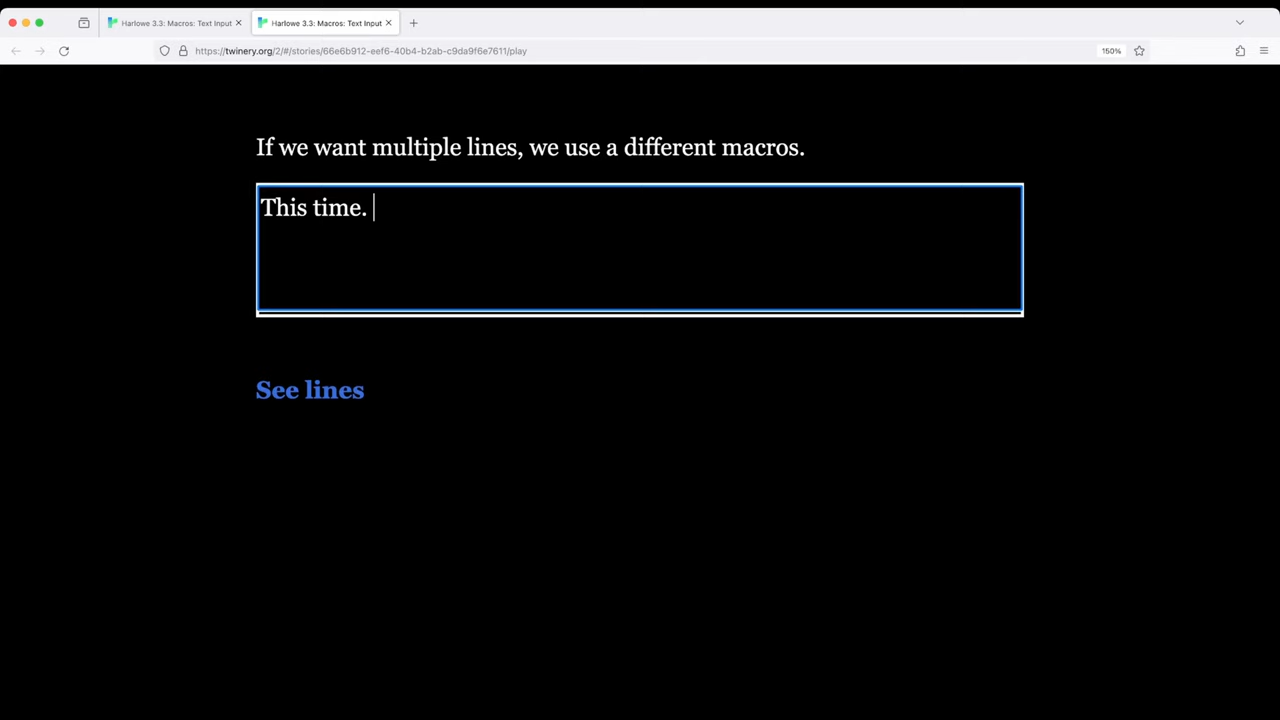 Harlowe 3.3: Macros: Text Input
Harlowe 3.3: Macros: Text Input
https://twinery.org/2/#/stories/66e6b912-eef6-40b4-b2ab-c9da9f6e7611/play
150%
If we want multiple lines, we use a different macros.
This time.
See lines